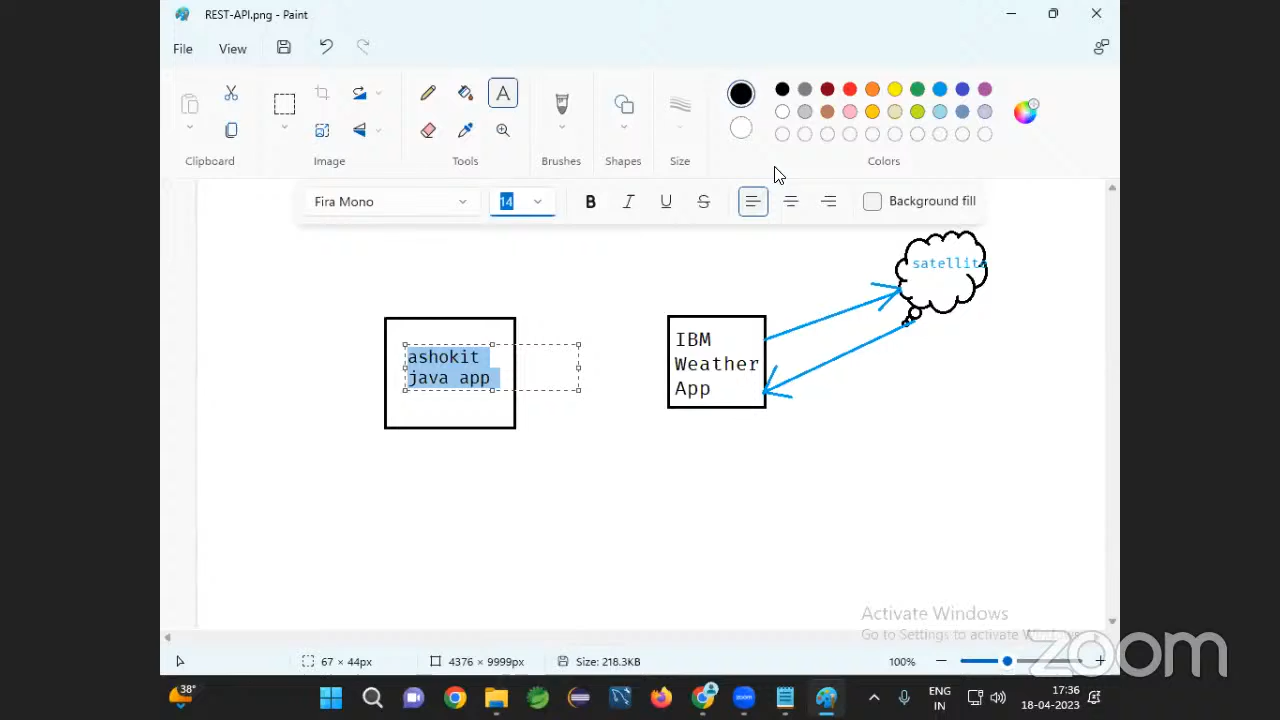 REST-API.png - Paint
File View
Clipboard Image Tools Brushes Shapes Size Colors
Fira Mono 14 B I U S Background fill
satellite
ashokit
java app
IBM
Weather
App
Activate Windows
Go to Settings to activate
zoom
67 × 44px 4376 × 9999px Size: 218.3KB 100%
38°
zoom
ENG
IN
17:36
18-04-2023